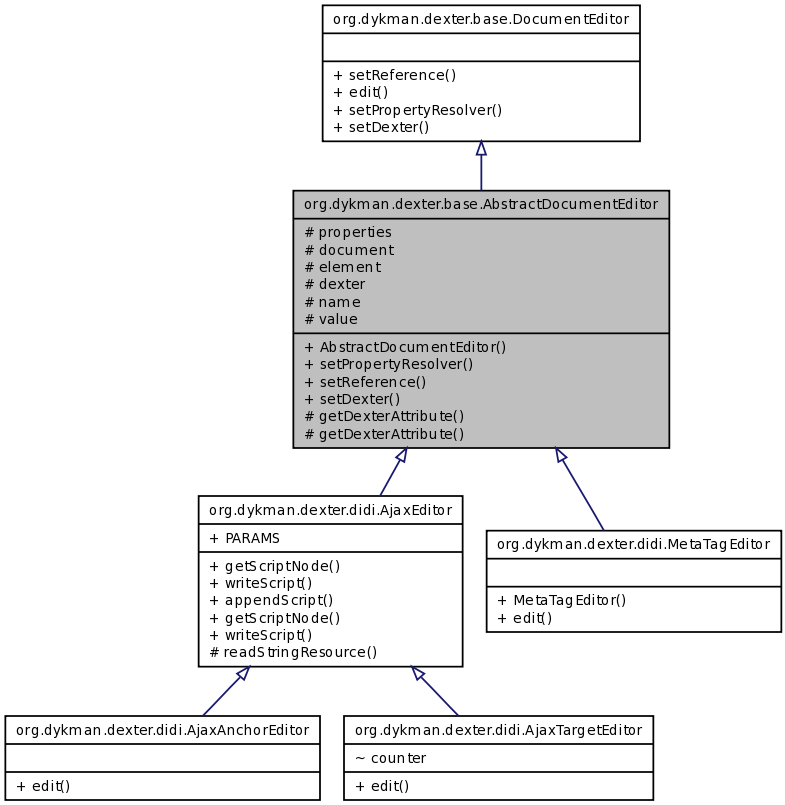 org.dykman.dexter.base.DocumentEditor
+ setReference()
+ edit()
+ setPropertyResolver()
+ setDexter()
org.dykman.dexter.base.AbstractDocumentEditor
# properties
# document
# element
# dexter
# name
# value
+ AbstractDocumentEditor()
+ setPropertyResolver()
+ setReference()
+ setDexter()
# getDexterAttribute()
# getDexterAttribute()
org.dykman.dexter.didi.AjaxEditor
+ PARAMS
+ getScriptNode()
+ writeScript()
+ appendScript()
+ getScriptNode()
+ writeScript()
# readStringResource()
org.dykman.dexter.didi.MetaTagEditor
+ MetaTagEditor()
+ edit()
org.dykman.dexter.didi.AjaxAnchorEditor
+ edit()
org.dykman.dexter.didi.AjaxTargetEditor
~ counter
+ edit()